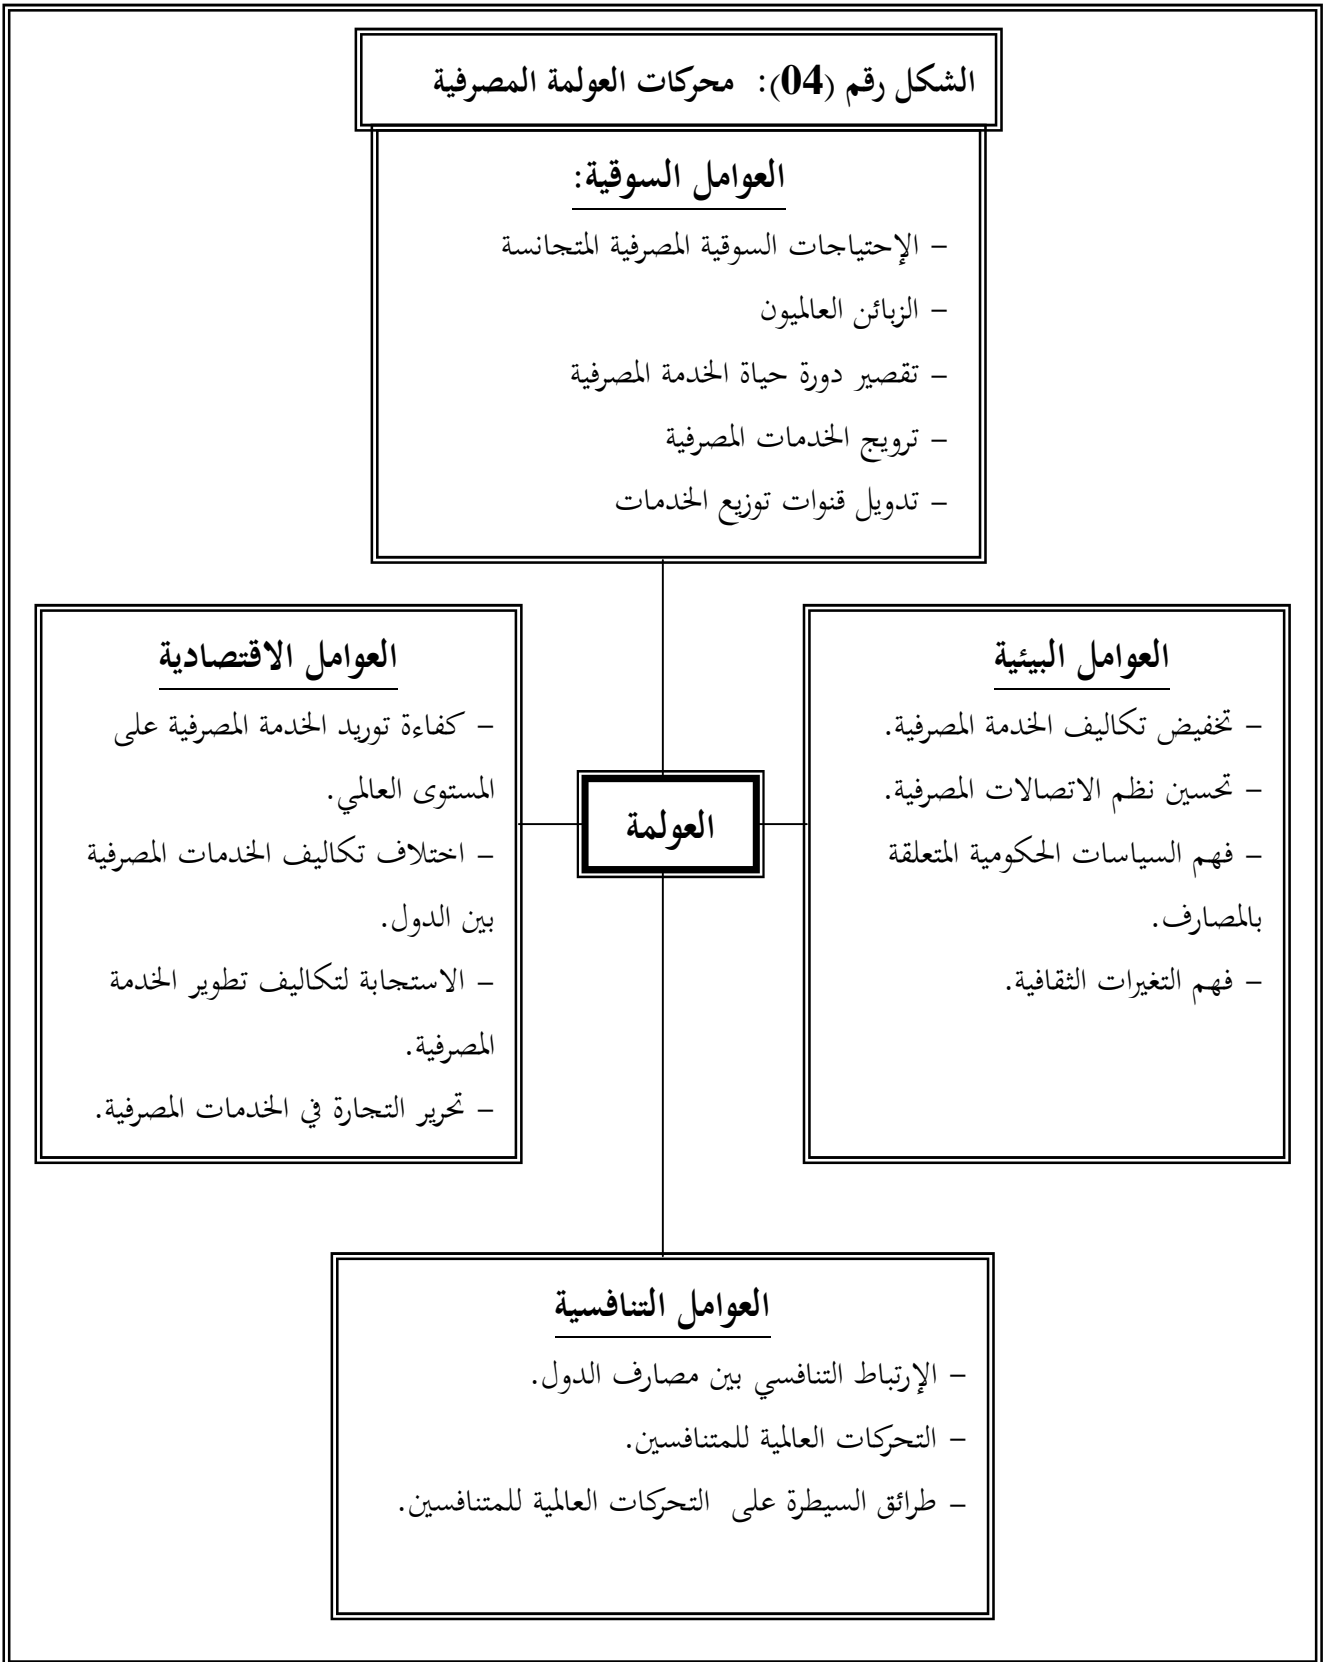 الشكل رقم (04): محركات العولمة المصرفية
العوامل السوقية:
– الإحتياجات السوقية المصرفية المتجانسة
– الزبائن العالميون
– تقصير دورة حياة الخدمة المصرفية
– ترويج الخدمات المصرفية
– تدويل قنوات توزيع الخدمات
العوامل البيئية
– تخفيض تكاليف الخدمة المصرفية.
– تحسين نظم الاتصالات المصرفية.
– فهم السياسات الحكومية المتعلقة
بالمصارف.
– فهم التغيرات الثقافية.
العولمة
العوامل الاقتصادية
– كفاءة توريد الخدمة المصرفية على
المستوى العالمي.
– اختلاف تكاليف الخدمات المصرفية
بين الدول.
– الاستجابة لتكاليف تطوير الخدمة
المصرفية.
– تحرير التجارة في الخدمات المصرفية.
العوامل التنافسية
– الإرتباط التنافسي بين مصارف الدول.
– التحركات العالمية للمتنافسين.
– طرائق السيطرة على التحركات العالمية للمتنافسين.